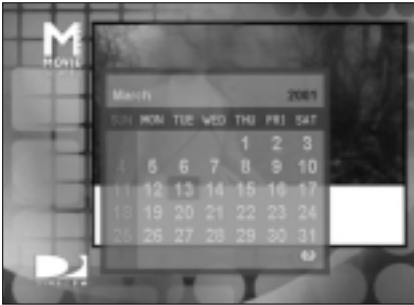 M
MOVIE
March 2001
SUN MON TUE WED THU FRI SAT
1 2 3
4 5 6 7 8 9 10
11 12 13 14 15 16 17
18 19 20 21 22 23 24
25 26 27 28 29 30 31